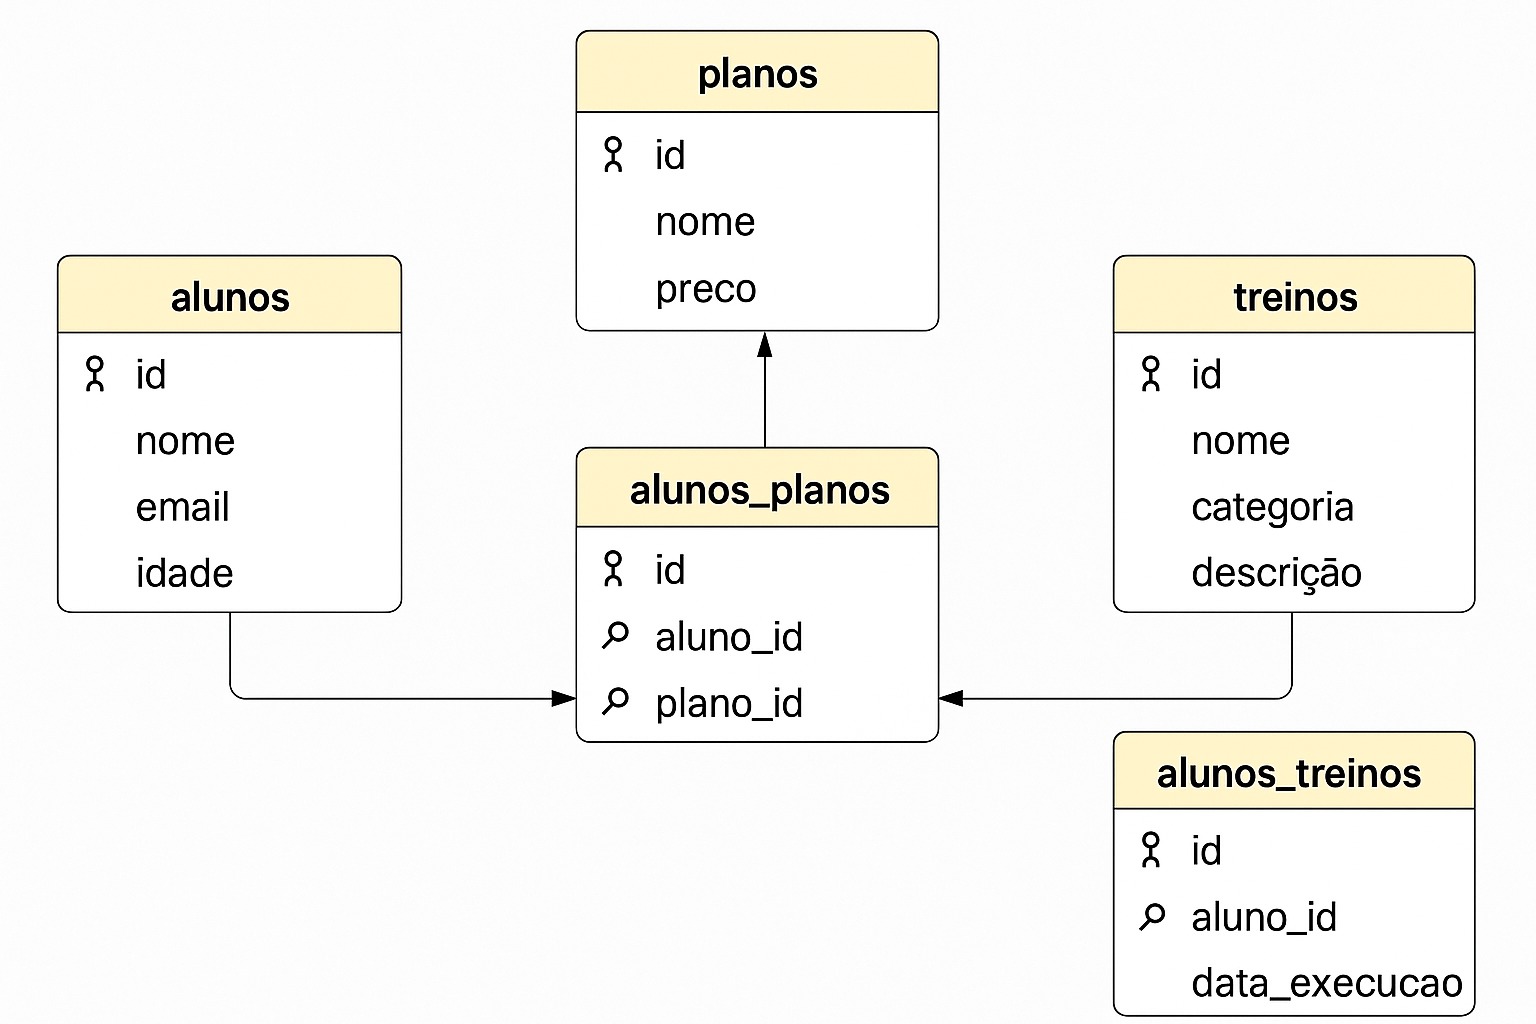 planos
id
nome
preco
alunos
id
nome
email
idade
treinos
id
nome
categoria
descrição
alunos_planos
id
aluno_id
plano_id
alunos_treinos
id
aluno_id
data_execucao